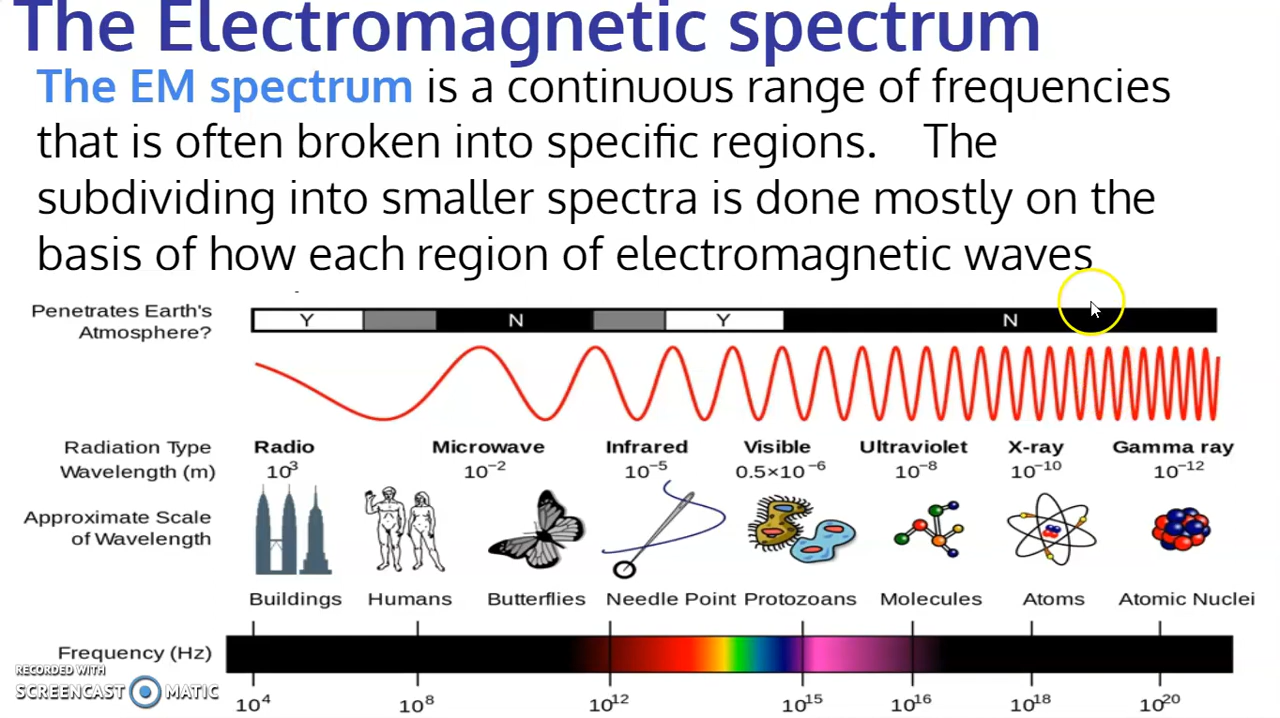 The Electromagnetic spectrum
The EM spectrum is a continuous range of frequencies
that is often broken into specific regions. The
subdividing into smaller spectra is done mostly on the
basis of how each region of electromagnetic waves
Penetrates Earth's
Atmosphere?
Y N Y N
Radiation Type Radio Microwave Infrared Visible Ultraviolet X-ray Gamma ray
Wavelength (m) 10³ 10⁻² 10⁻⁵ 0.5×10⁻⁶ 10⁻⁸ 10⁻¹⁰ 10⁻¹²
Approximate Scale
of Wavelength
Buildings Humans Butterflies Needle Point Protozoans Molecules Atoms Atomic Nuclei
Frequency (Hz)
10⁴ 10⁸ 10¹² 10¹⁵ 10¹⁶ 10¹⁸ 10²⁰
RECORDED WITH
SCREENCAST MATIC